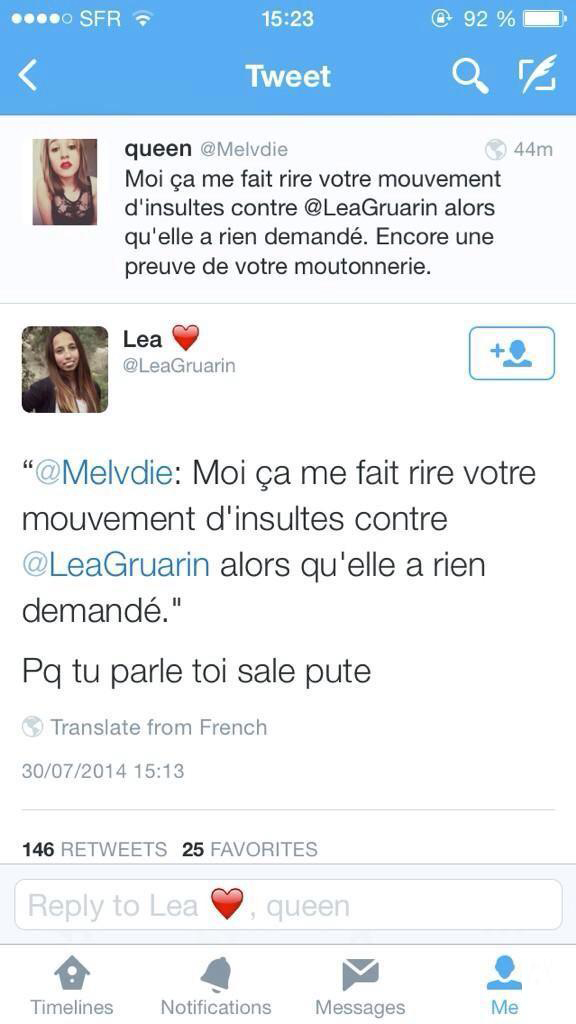 SFR 15:23 92 %
Tweet
queen @Melvdie 44m
Moi ça me fait rire votre mouvement
d'insultes contre @LeaGruarin alors
qu'elle a rien demandé. Encore une
preuve de votre moutonnerie.
Lea ❤️
@LeaGruarin
“@Melvdie: Moi ça me fait rire votre
mouvement d'insultes contre
@LeaGruarin alors qu'elle a rien
demandé."
Pq tu parle toi sale pute
Translate from French
30/07/2014 15:13
146 RETWEETS 25 FAVORITES
Reply to Lea ❤️, queen
Timelines Notifications Messages Me